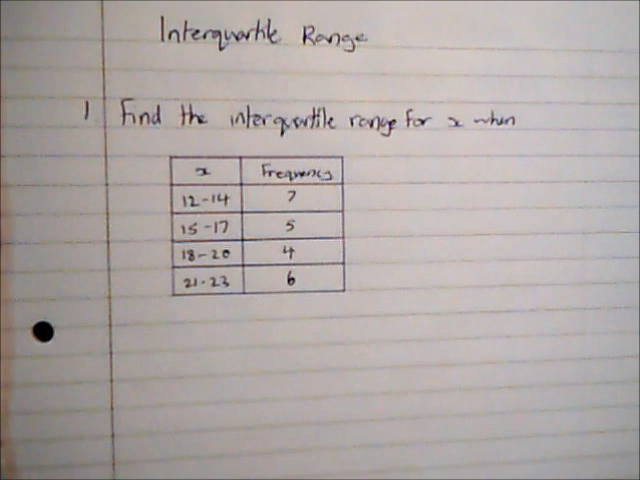 Interquartile Range
1 Find the interquartile range for x when
x Frequency
12-14 7
15-17 5
18-20 4
21-23 6